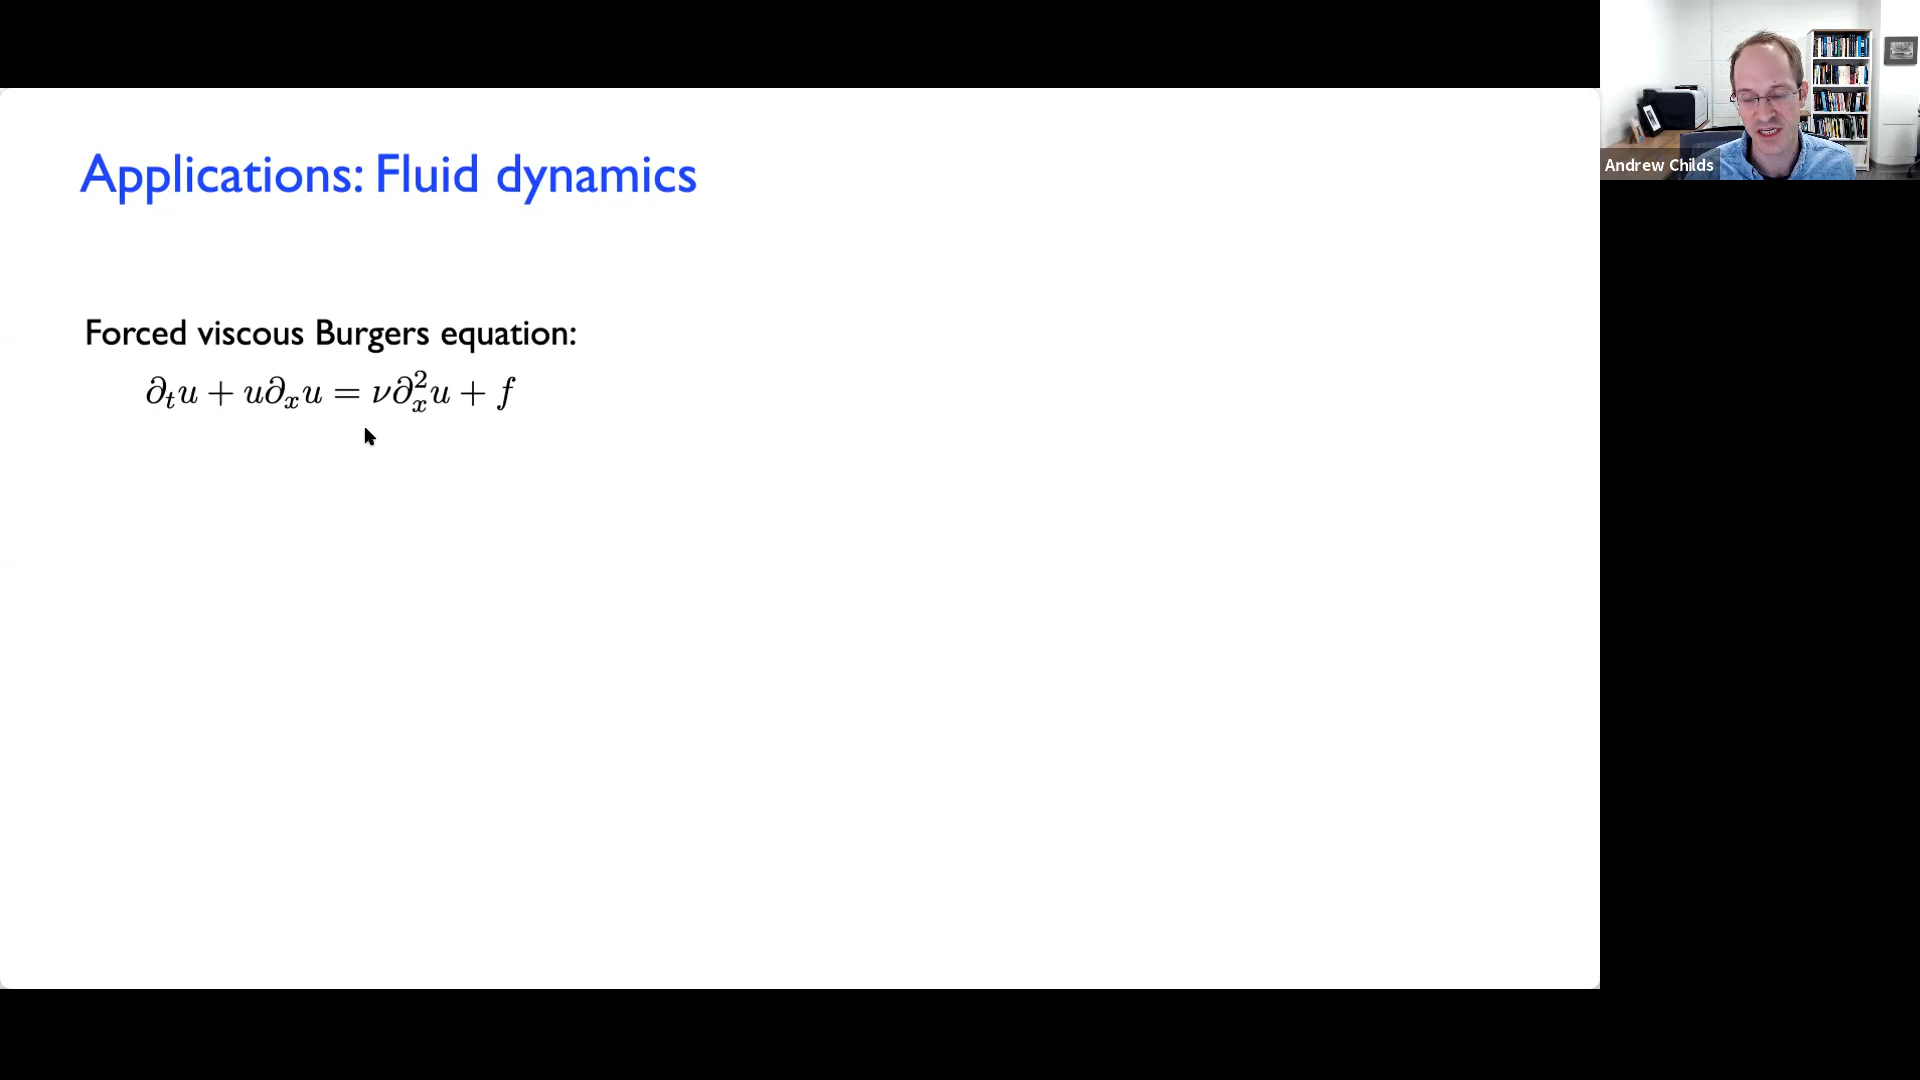 Applications: Fluid dynamics
Forced viscous Burgers equation:
∂ₜu + u∂ₓu = ν∂ₓ²u + f
Andrew Childs